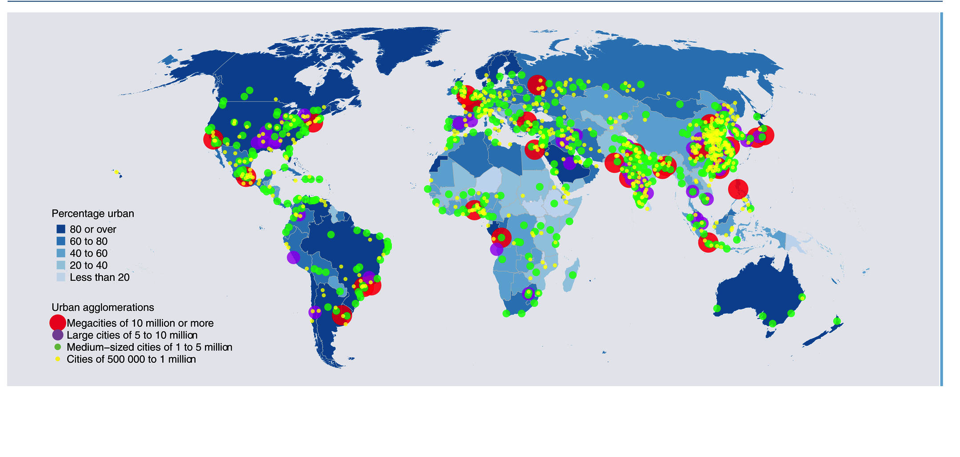 Percentage urban
80 or over
60 to 80
40 to 60
20 to 40
Less than 20
Urban agglomerations
Megacities of 10 million or more
Large cities of 5 to 10 million
Medium-sized cities of 1 to 5 million
Cities of 500 000 to 1 million